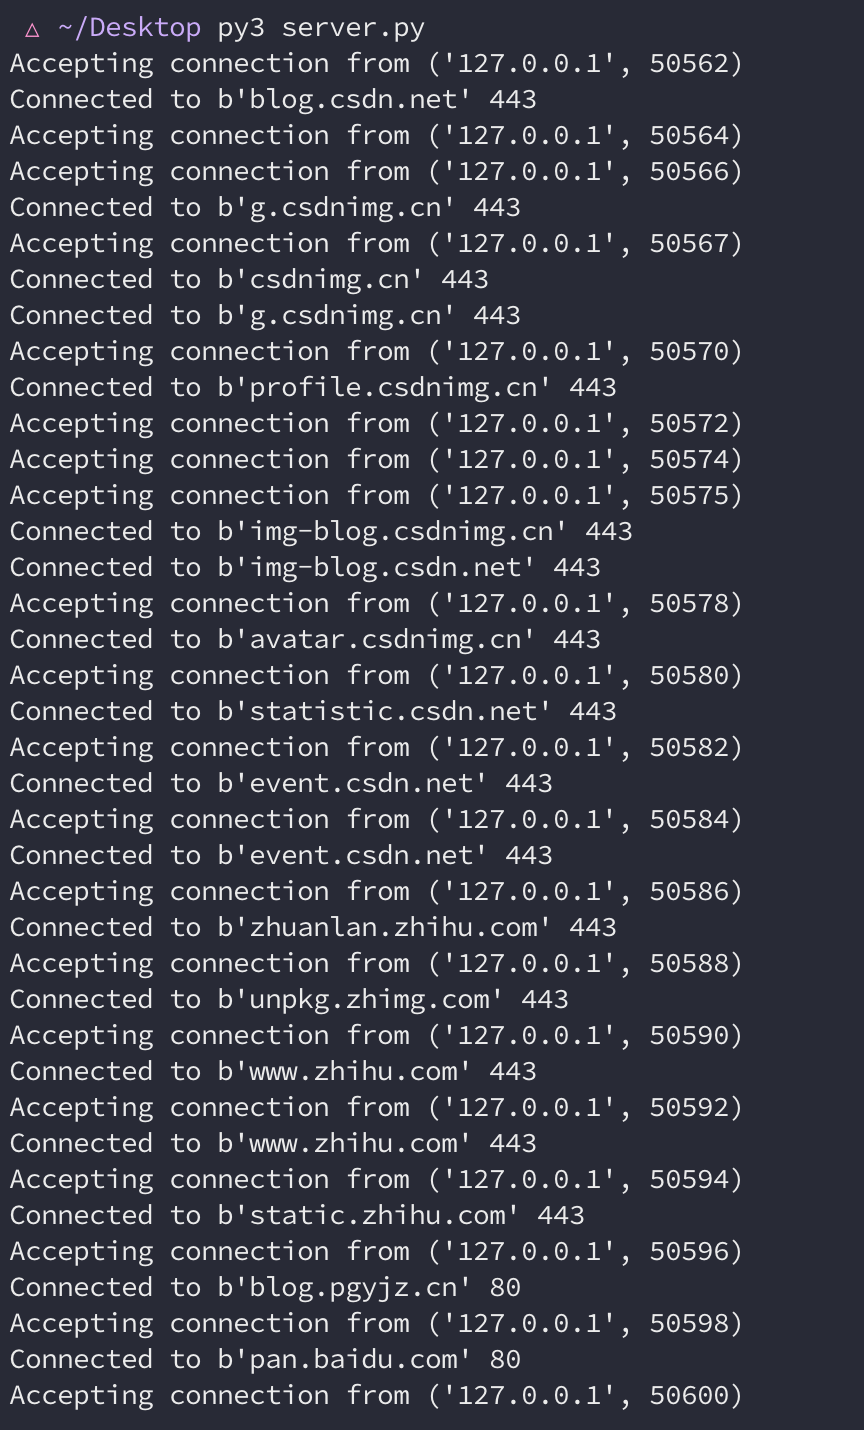 △ ~/Desktop py3 server.py
Accepting connection from ('127.0.0.1', 50562)
Connected to b'blog.csdn.net' 443
Accepting connection from ('127.0.0.1', 50564)
Accepting connection from ('127.0.0.1', 50566)
Connected to b'g.csdnimg.cn' 443
Accepting connection from ('127.0.0.1', 50567)
Connected to b'csdnimg.cn' 443
Connected to b'g.csdnimg.cn' 443
Accepting connection from ('127.0.0.1', 50570)
Connected to b'profile.csdnimg.cn' 443
Accepting connection from ('127.0.0.1', 50572)
Accepting connection from ('127.0.0.1', 50574)
Accepting connection from ('127.0.0.1', 50575)
Connected to b'img-blog.csdnimg.cn' 443
Connected to b'img-blog.csdn.net' 443
Accepting connection from ('127.0.0.1', 50578)
Connected to b'avatar.csdnimg.cn' 443
Accepting connection from ('127.0.0.1', 50580)
Connected to b'statistic.csdn.net' 443
Accepting connection from ('127.0.0.1', 50582)
Connected to b'event.csdn.net' 443
Accepting connection from ('127.0.0.1', 50584)
Connected to b'event.csdn.net' 443
Accepting connection from ('127.0.0.1', 50586)
Connected to b'zhuanlan.zhihu.com' 443
Accepting connection from ('127.0.0.1', 50588)
Connected to b'unpkg.zhimg.com' 443
Accepting connection from ('127.0.0.1', 50590)
Connected to b'www.zhihu.com' 443
Accepting connection from ('127.0.0.1', 50592)
Connected to b'www.zhihu.com' 443
Accepting connection from ('127.0.0.1', 50594)
Connected to b'static.zhihu.com' 443
Accepting connection from ('127.0.0.1', 50596)
Connected to b'blog.pgyjz.cn' 80
Accepting connection from ('127.0.0.1', 50598)
Connected to b'pan.baidu.com' 80
Accepting connection from ('127.0.0.1', 50600)